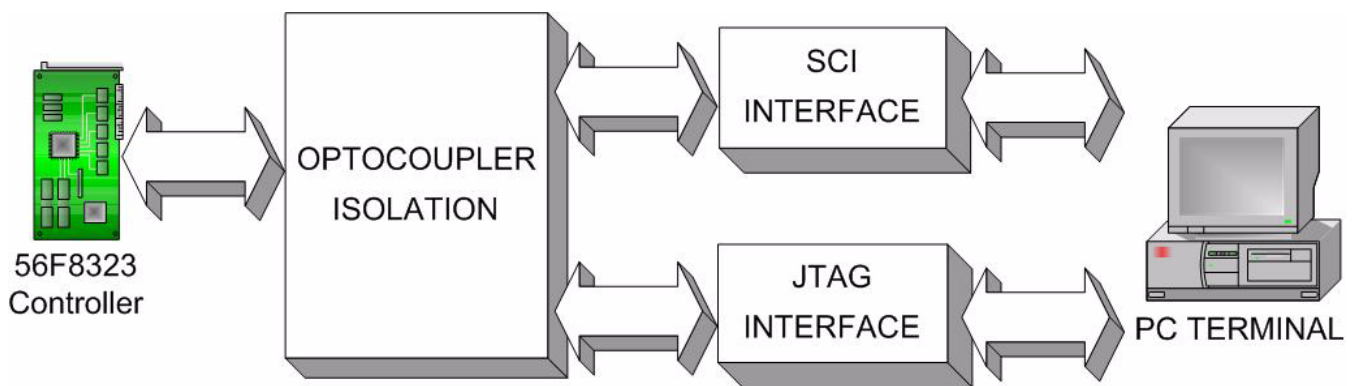 56F8323
Controller
OPTOCOUPLER
ISOLATION
SCI
INTERFACE
JTAG
INTERFACE
PC TERMINAL